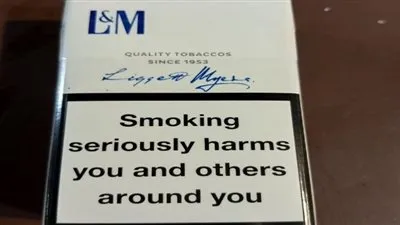 L&M
QUALITY TOBACCOS
SINCE 1953
Liggett Myers.
Smoking
seriously harms
you and others
around you